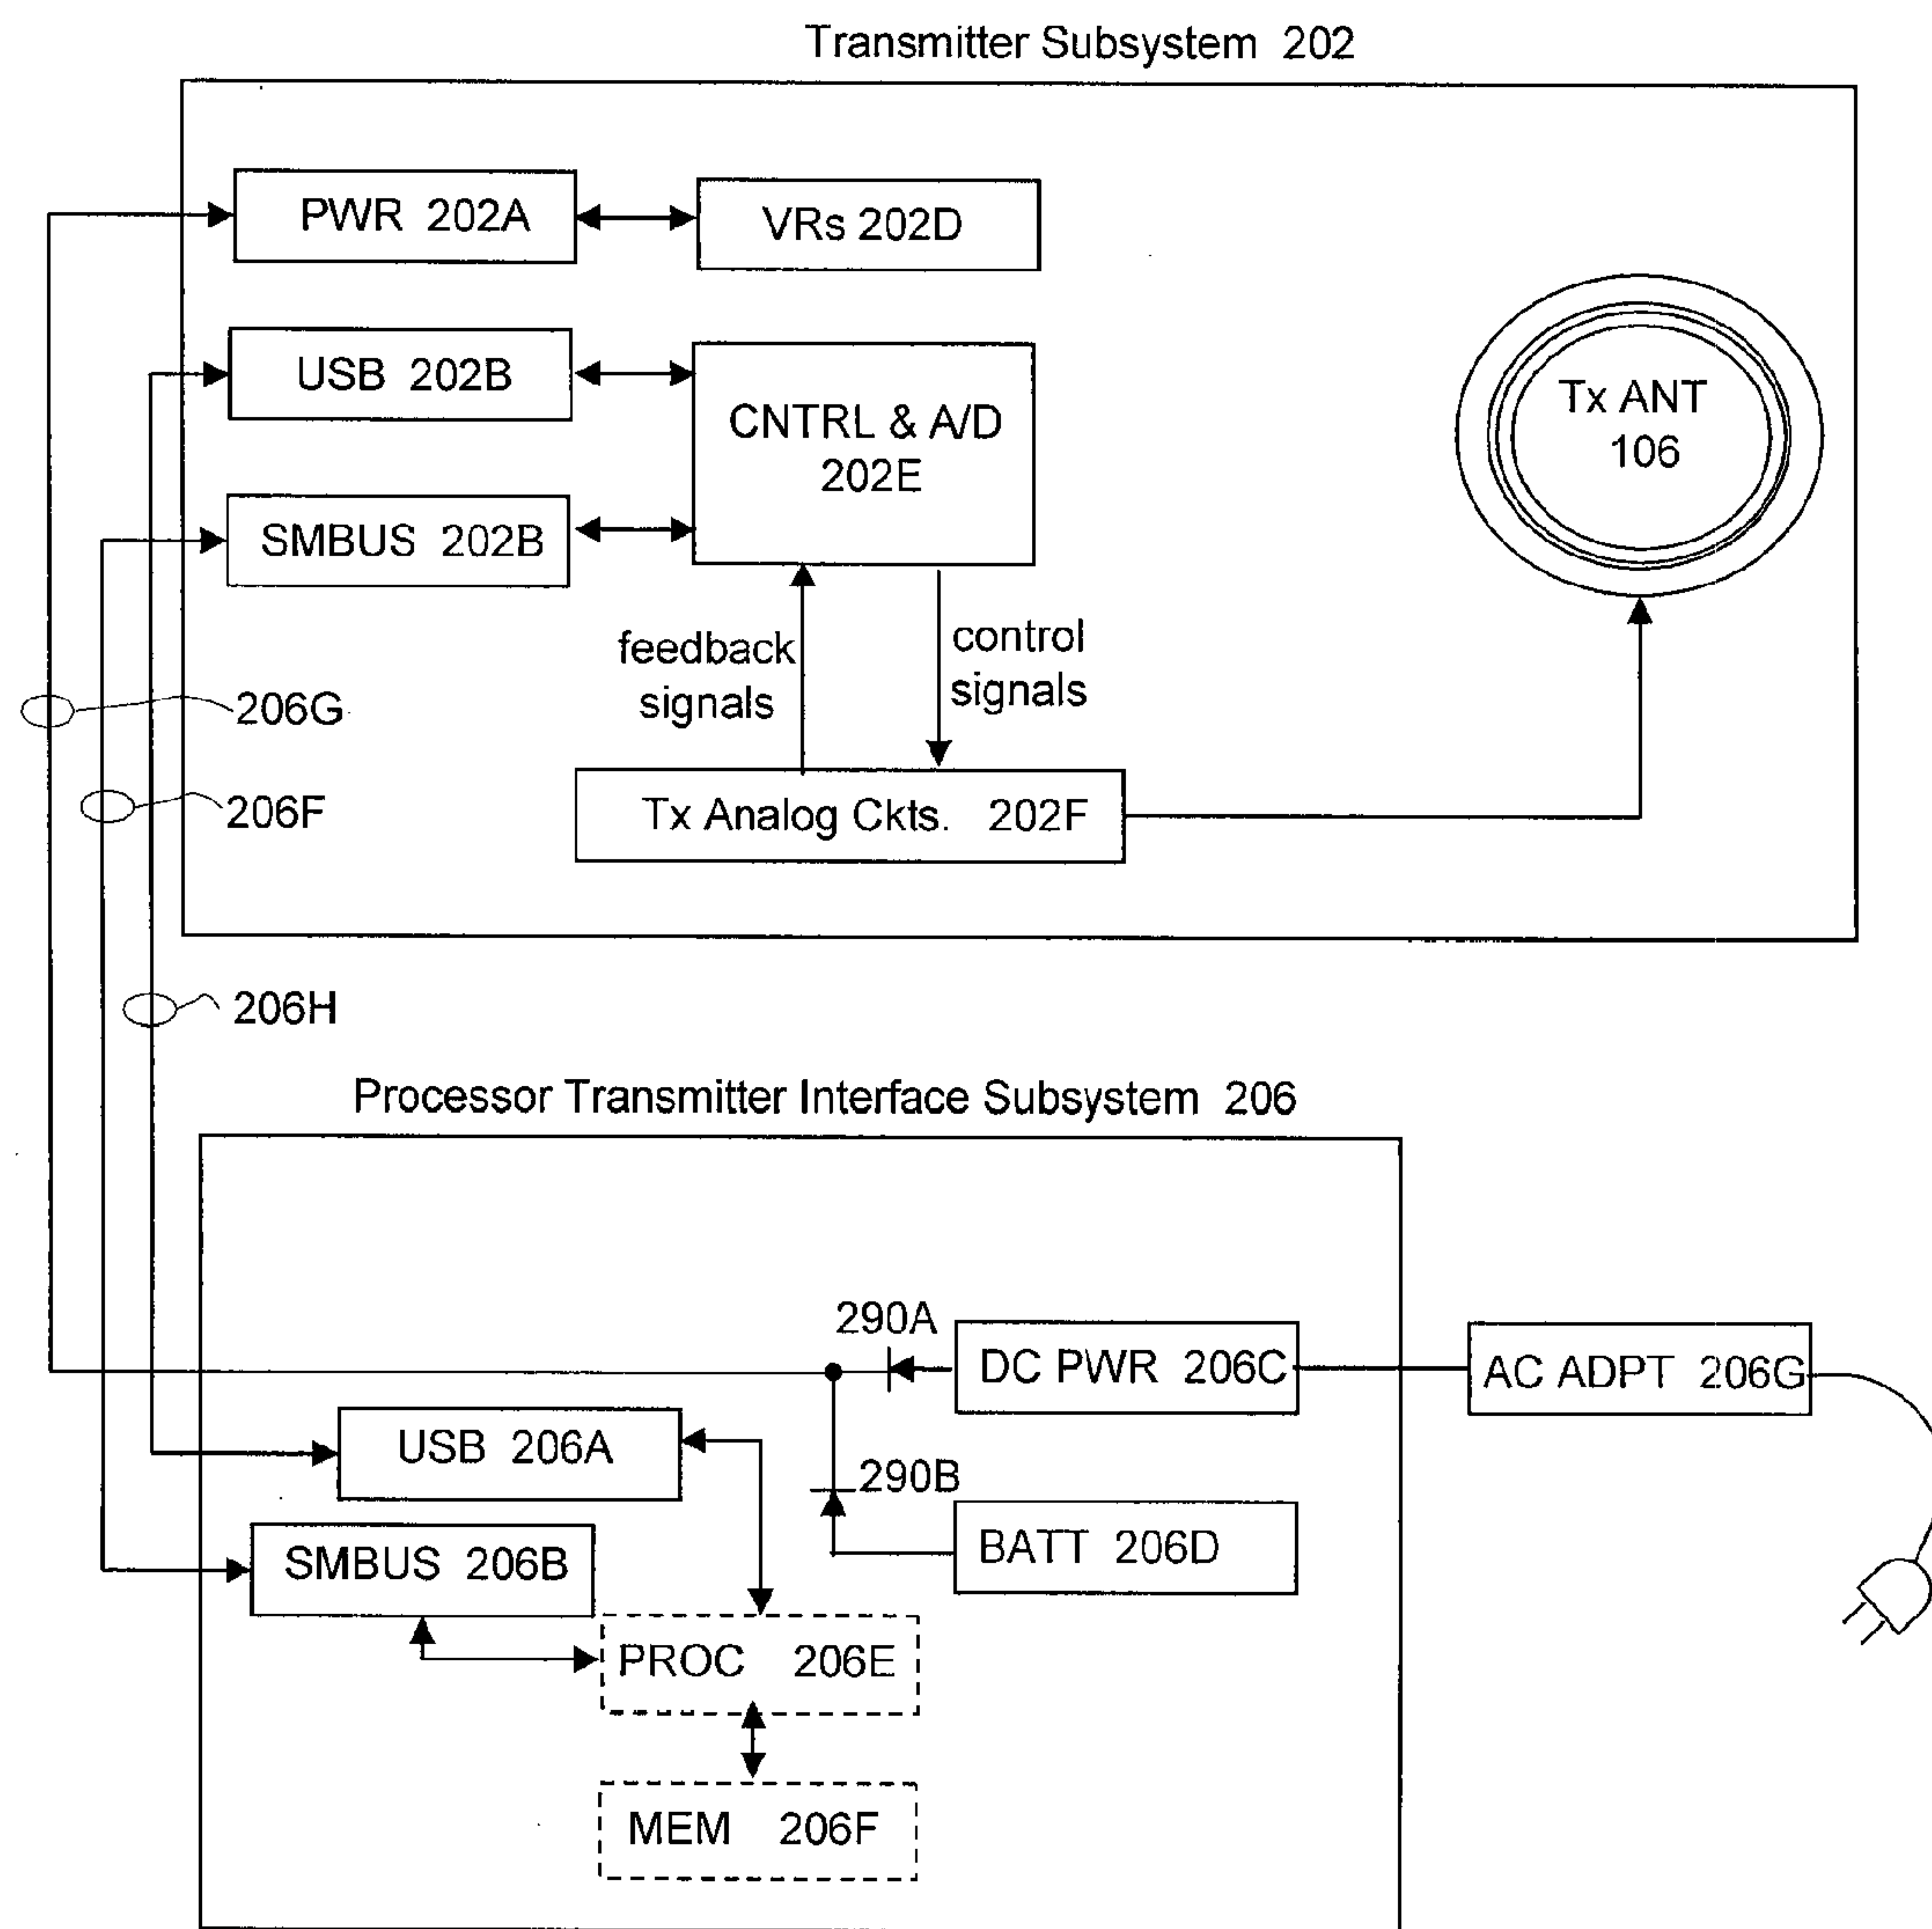 Transmitter Subsystem 202
PWR 202A
VRs 202D
USB 202B
CNTRL & A/D
202E
SMBUS 202B
Tx ANT
106
feedback
signals
control
signals
206G
206F
Tx Analog Ckts. 202F
206H
Processor Transmitter Interface Subsystem 206
290A
DC PWR 206C
AC ADPT 206G
USB 206A
290B
BATT 206D
SMBUS 206B
PROC 206E
MEM 206F